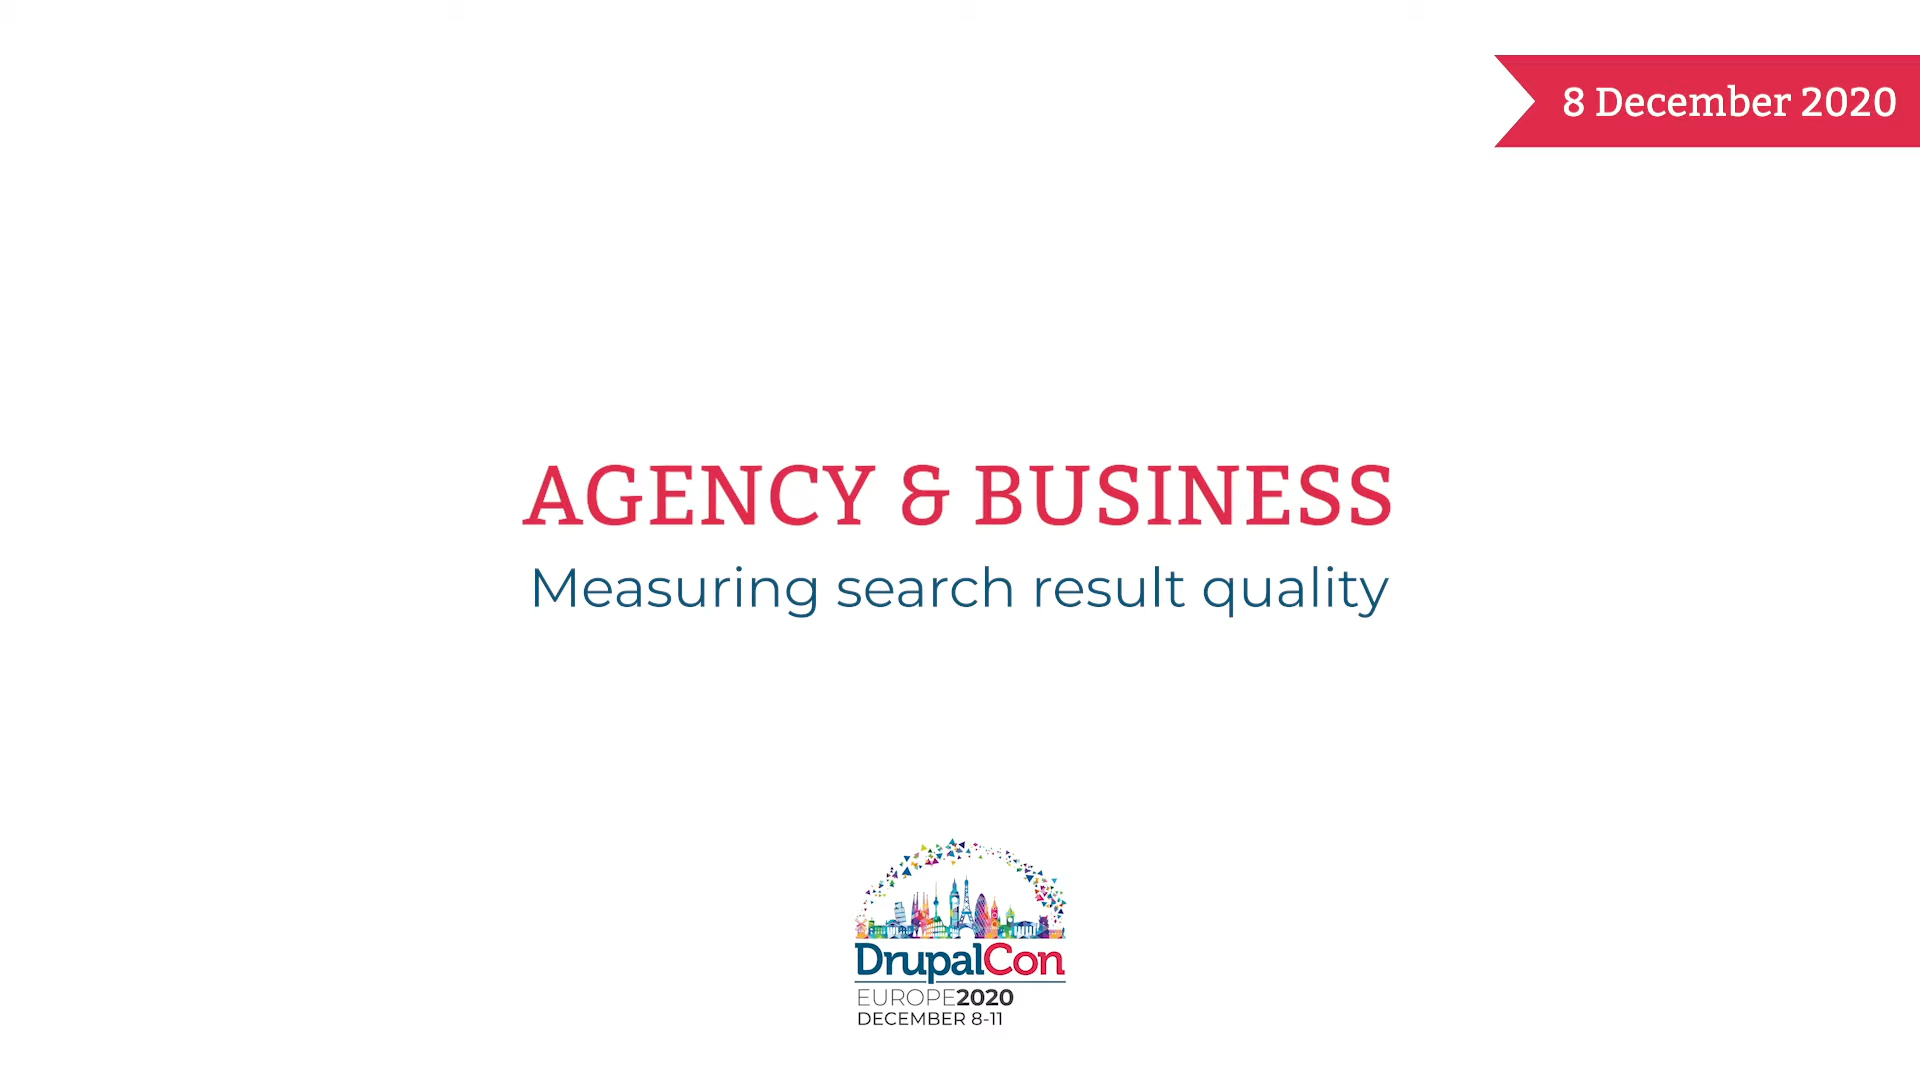 8 December 2020
AGENCY & BUSINESS
Measuring search result quality
DrupalCon
EUROPE2020
DECEMBER 8-11